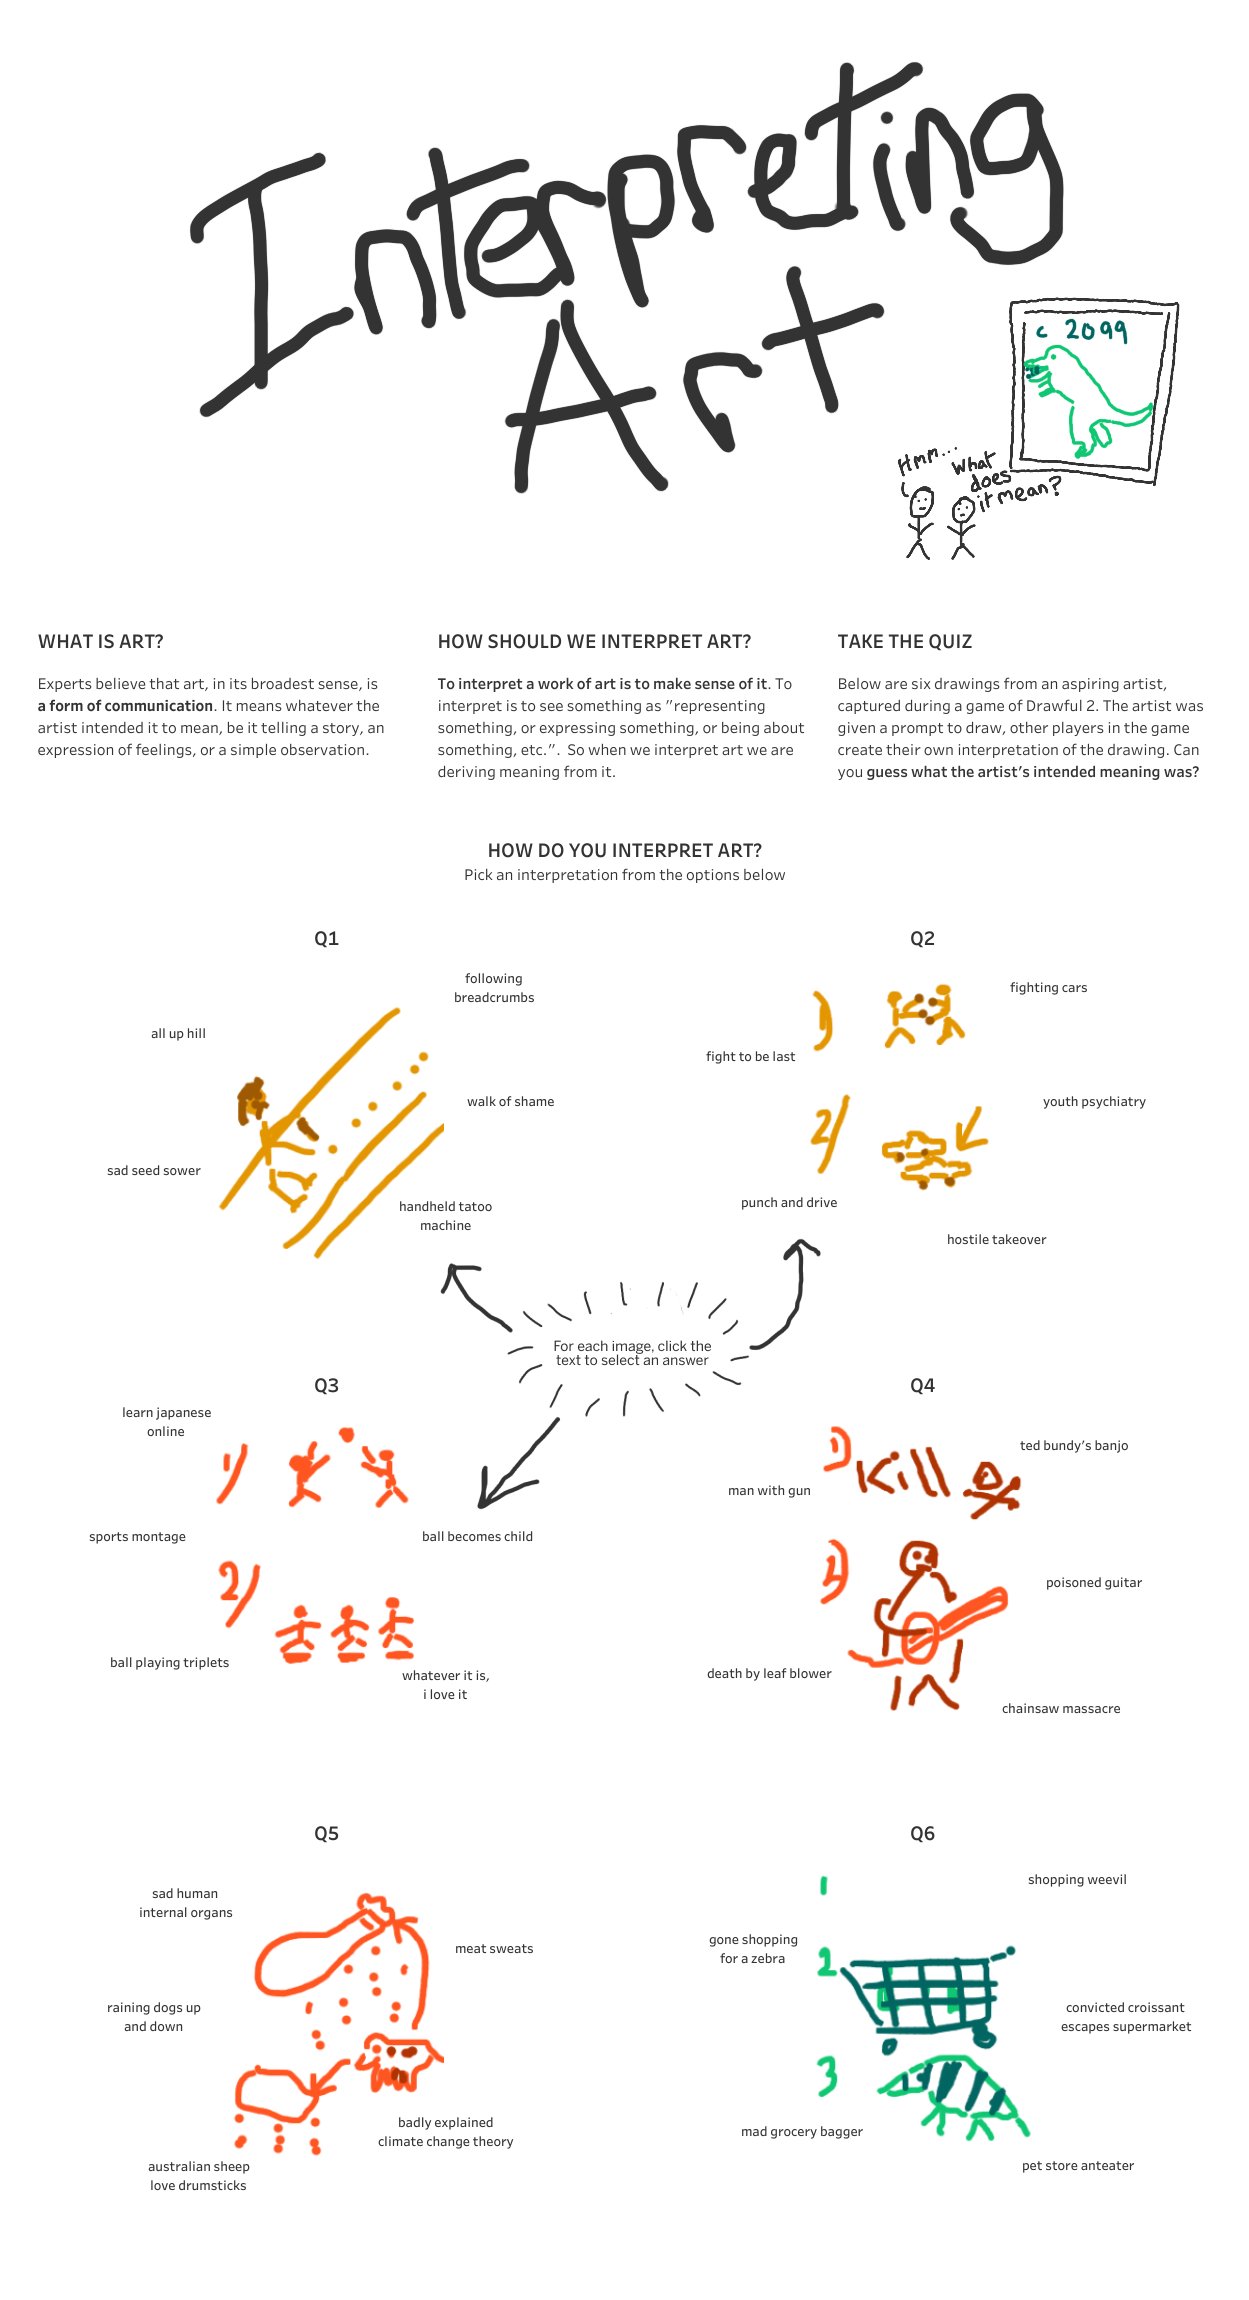 Interpreting
Art
c 2099
Hmm...
What
does
it mean?
WHAT IS ART?
Experts believe that art, in its broadest sense, is
a form of communication. It means whatever the
artist intended it to mean, be it telling a story, an
expression of feelings, or a simple observation.
HOW SHOULD WE INTERPRET ART?
To interpret a work of art is to make sense of it. To
interpret is to see something as "representing
something, or expressing something, or being about
something, etc.". So when we interpret art we are
deriving meaning from it.
TAKE THE QUIZ
Below are six drawings from an aspiring artist,
captured during a game of Drawful 2. The artist was
given a prompt to draw, other players in the game
create their own interpretation of the drawing. Can
you guess what the artist's intended meaning was?
HOW DO YOU INTERPRET ART?
Pick an interpretation from the options below
Q1
following
breadcrumbs
all up hill
walk of shame
sad seed sower
handheld tatoo
machine
Q2
1)
fighting cars
fight to be last
youth psychiatry
2)
punch and drive
hostile takeover
For each image, click the
text to select an answer
Q3
learn japanese
online
1)
sports montage
ball becomes child
2)
ball playing triplets
whatever it is,
i love it
Q4
1)
Kill
ted bundy's banjo
man with gun
2)
poisoned guitar
death by leaf blower
chainsaw massacre
Q5
sad human
internal organs
meat sweats
raining dogs up
and down
badly explained
climate change theory
australian sheep
love drumsticks
Q6
1
shopping weevil
gone shopping
for a zebra
2
convicted croissant
escapes supermarket
3
mad grocery bagger
pet store anteater